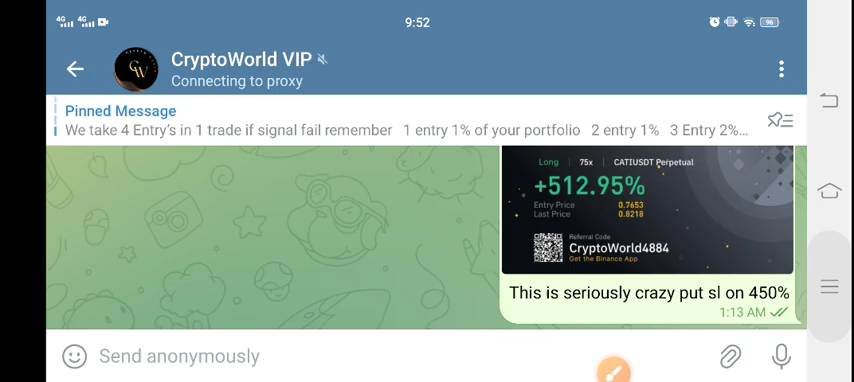 4G 4G 9:52 96
CryptoWorld VIP
Connecting to proxy
Pinned Message
We take 4 Entry's in 1 trade if signal fail remember 1 entry 1% of your portfolio 2 entry 1% 3 Entry 2%...
Long 75x CATIUSDT Perpetual
+512.95%
Entry Price 0.7653
Last Price 0.8218
Referral Code
CryptoWorld4884
Get the Binance App
This is seriously crazy put sl on 450%
1:13 AM
Send anonymously